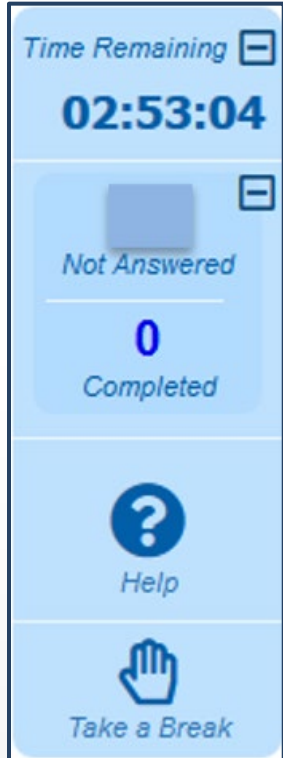 Time Remaining
02:53:04
Not Answered
0
Completed
?
Help
Take a Break